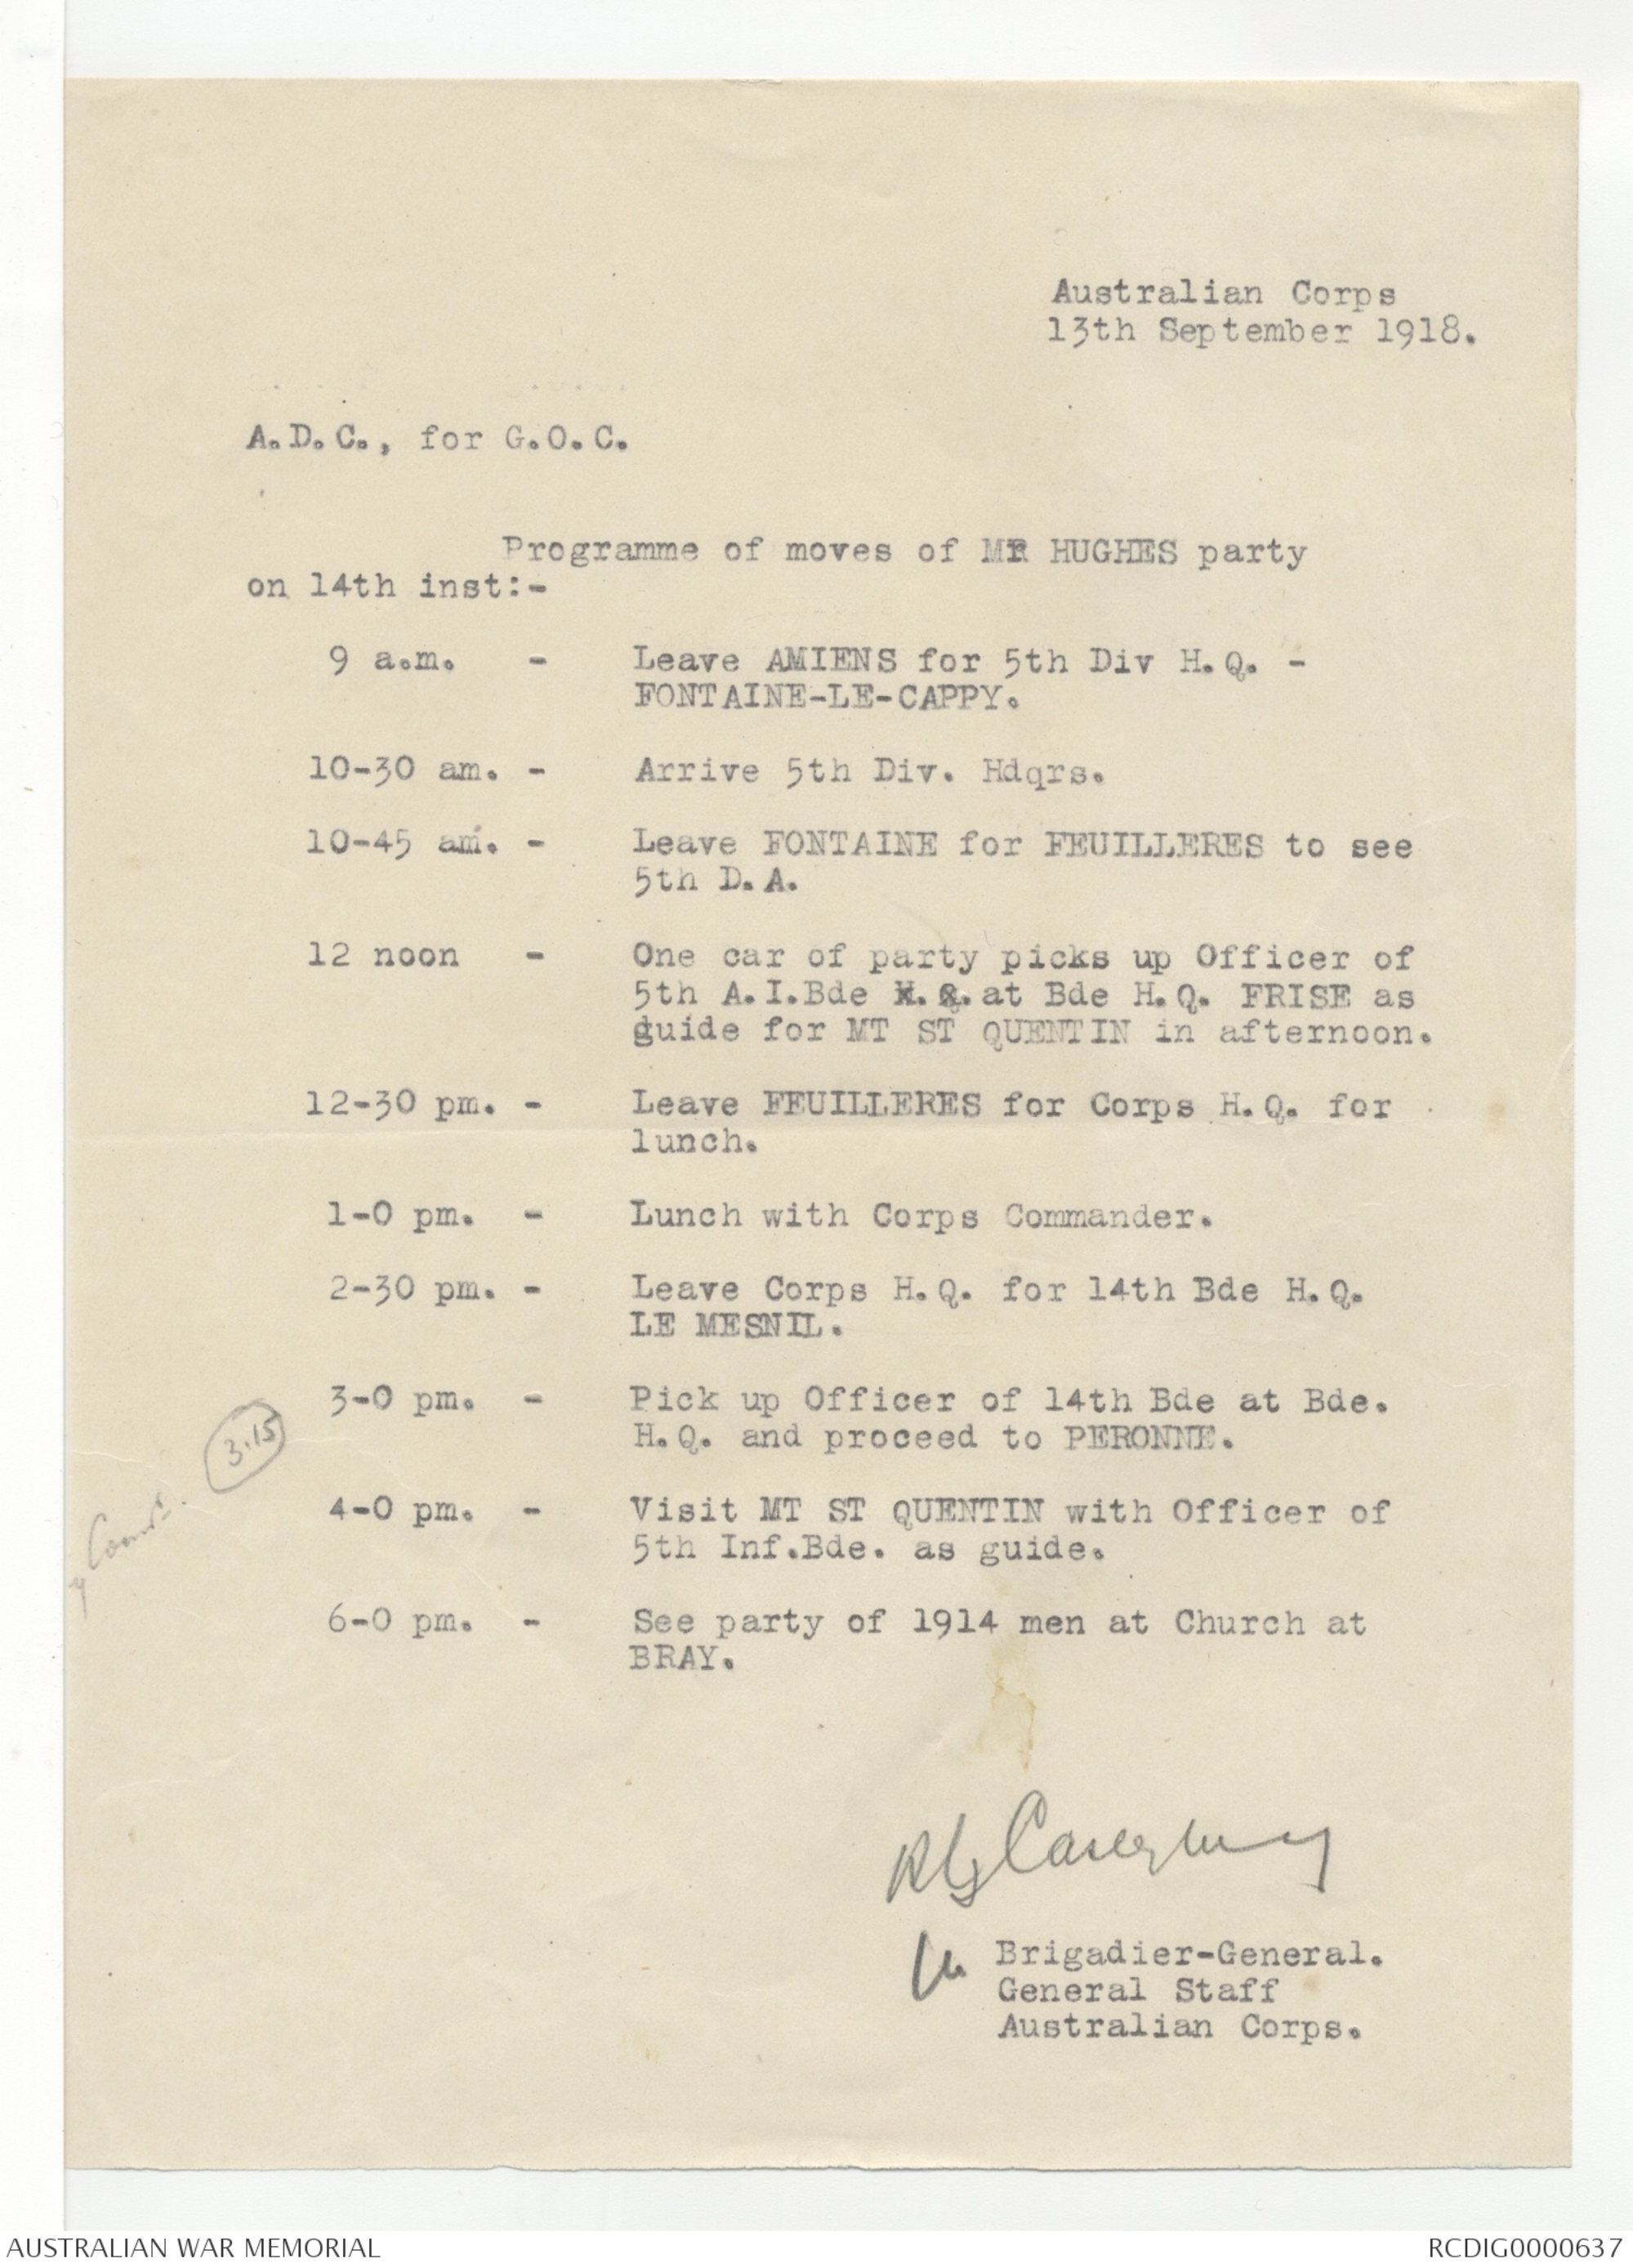 Australian Corps
13th September 1918.
A.D.C., for G.O.C.
Programme of moves of MR HUGHES party
on 14th inst:-
9 a.m. - Leave AMIENS for 5th Div H.Q. -
FONTAINE-LE-CAPPY.
10-30 am. - Arrive 5th Div. Hdqrs.
10-45 am. - Leave FONTAINE for FEUILLERES to see
5th D.A.
12 noon - One car of party picks up Officer of
5th A.I.Bde H.Q. at Bde H.Q. FRISE as
guide for MT ST QUENTIN in afternoon.
12-30 pm. - Leave FEUILLERES for Corps H.Q. for
lunch.
1-0 pm. - Lunch with Corps Commander.
2-30 pm. - Leave Corps H.Q. for 14th Bde H.Q.
LE MESNIL.
3-0 pm. - Pick up Officer of 14th Bde at Bde.
H.Q. and proceed to PERONNE.
3.15
4-0 pm. - Visit MT ST QUENTIN with Officer of
5th Inf.Bde. as guide.
6-0 pm. - See party of 1914 men at Church at
BRAY.
RG Casey
Brigadier-General.
General Staff
Australian Corps.
AUSTRALIAN WAR MEMORIAL
RCDIG0000637